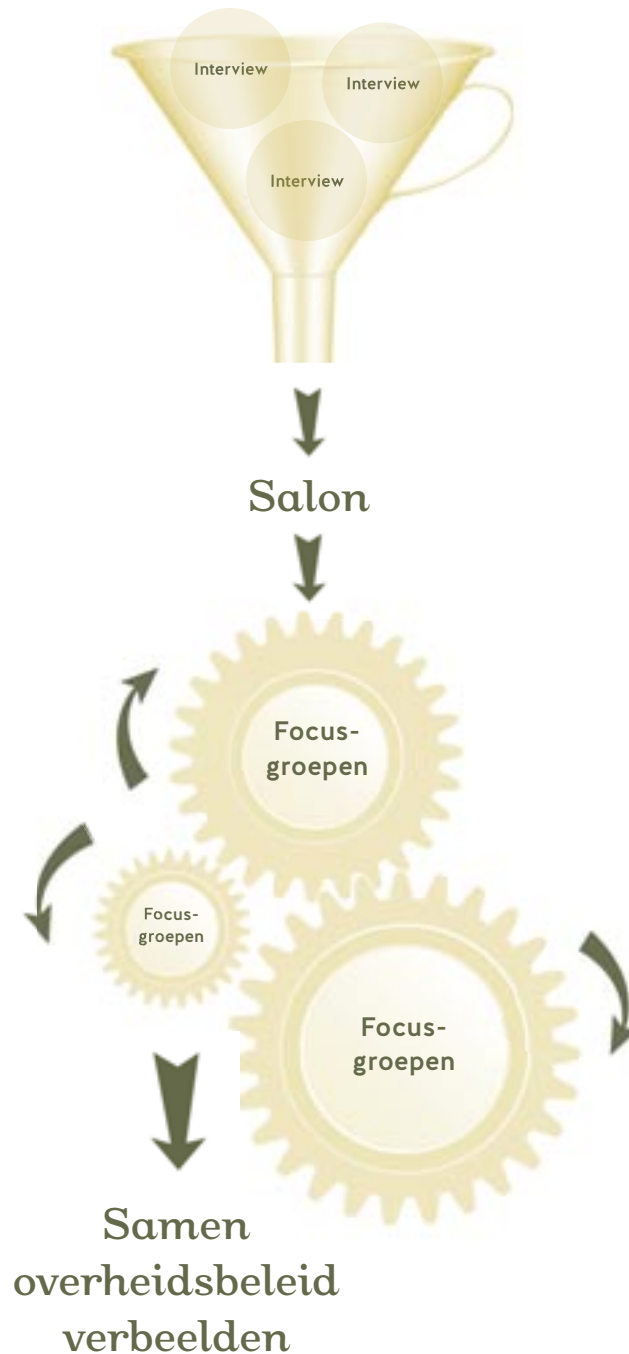 Interview
Interview
Interview
Salon
Focus-
groepen
Focus-
groepen
Focus-
groepen
Samen
overheidsbeleid
verbeelden